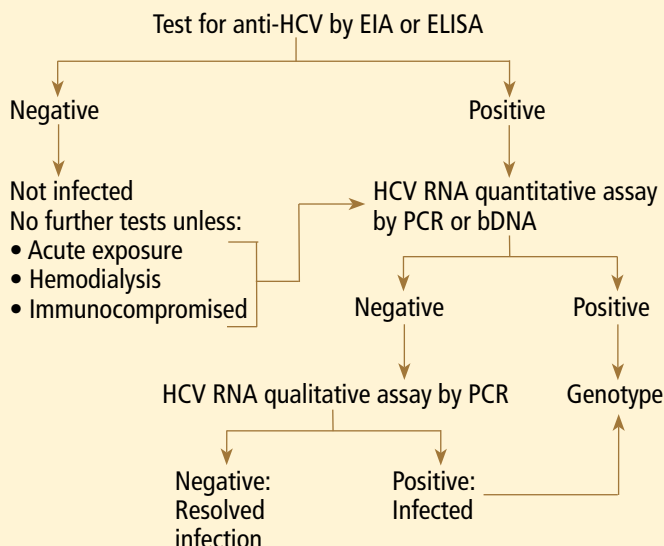 Test for anti-HCV by EIA or ELISA
Negative
Positive
Not infected
No further tests unless:
• Acute exposure
• Hemodialysis
• Immunocompromised
HCV RNA quantitative assay
by PCR or bDNA
Negative
Positive
HCV RNA qualitative assay by PCR
Genotype
Negative:
Resolved
infection
Positive:
Infected